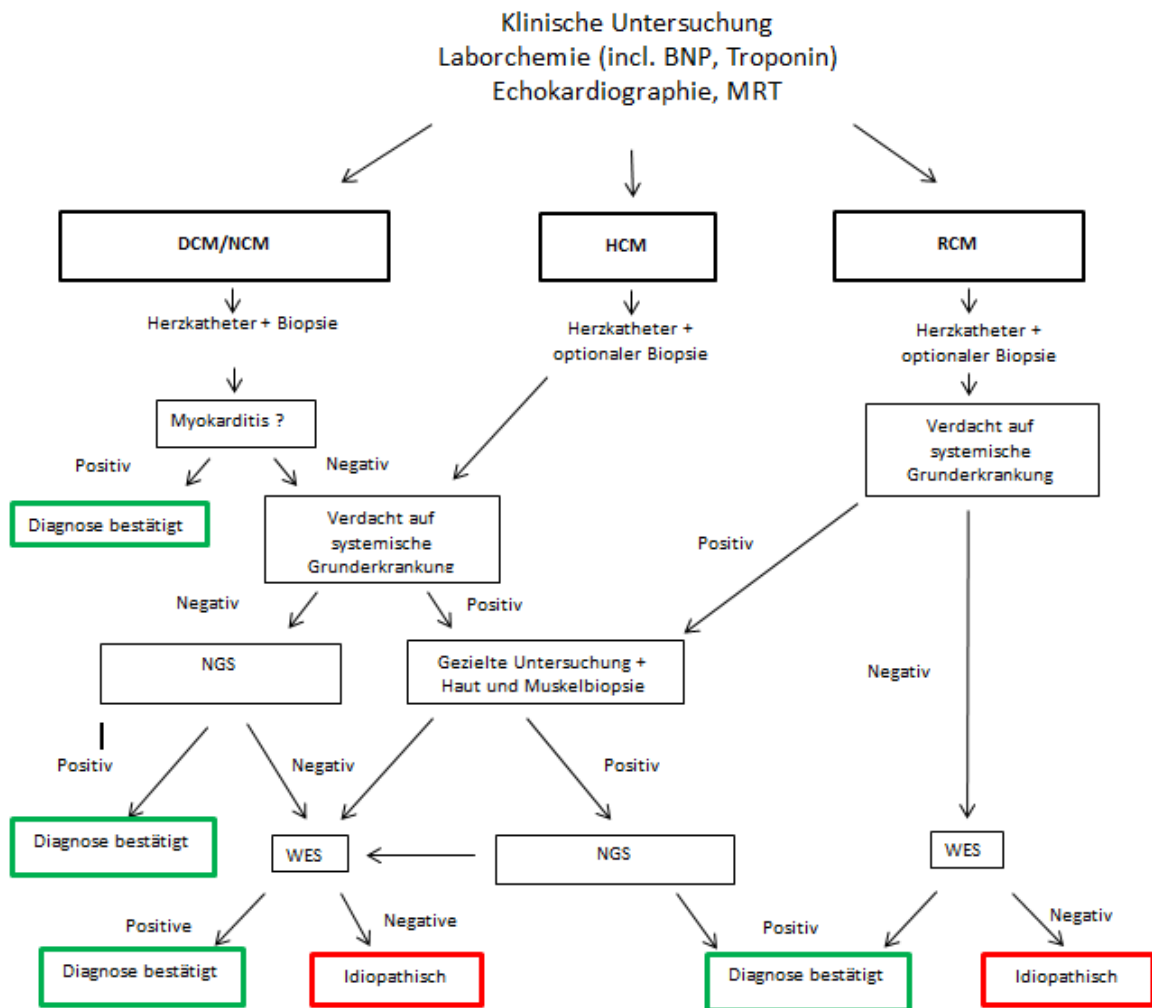 Klinische Untersuchung
Laborchemie (incl. BNP, Troponin)
Echokardiographie, MRT
DCM/NCM
HCM
RCM
Herzkatheter + Biopsie
Herzkatheter +
optionaler Biopsie
Herzkatheter +
optionaler Biopsie
Myokarditis ?
Verdacht auf
systemische
Grunderkrankung
Positiv
Negativ
Diagnose bestätigt
Verdacht auf
systemische
Grunderkrankung
Positiv
Negativ
Positiv
NGS
Gezielte Untersuchung +
Haut und Muskelbiopsie
Negativ
Positiv
Negativ
Positiv
Diagnose bestätigt
WES
NGS
WES
Positive
Negative
Positiv
Negativ
Diagnose bestätigt
Idiopathisch
Diagnose bestätigt
Idiopathisch